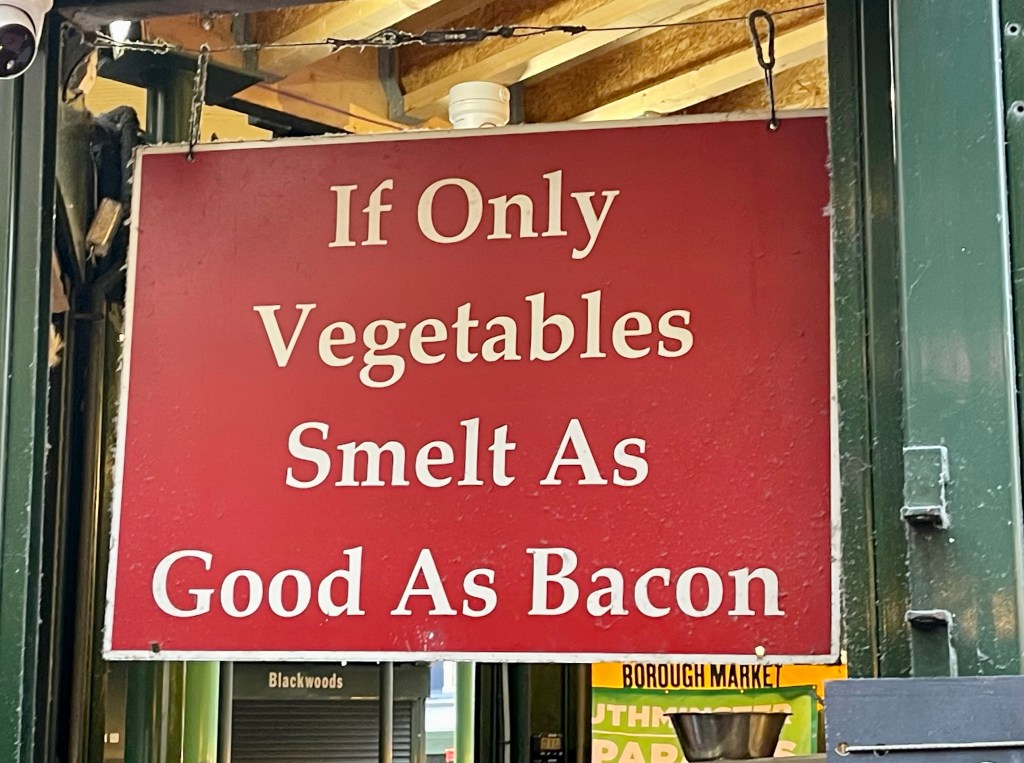 If Only
Vegetables
Smelt As
Good As Bacon
Blackwoods
BOROUGH MARKET